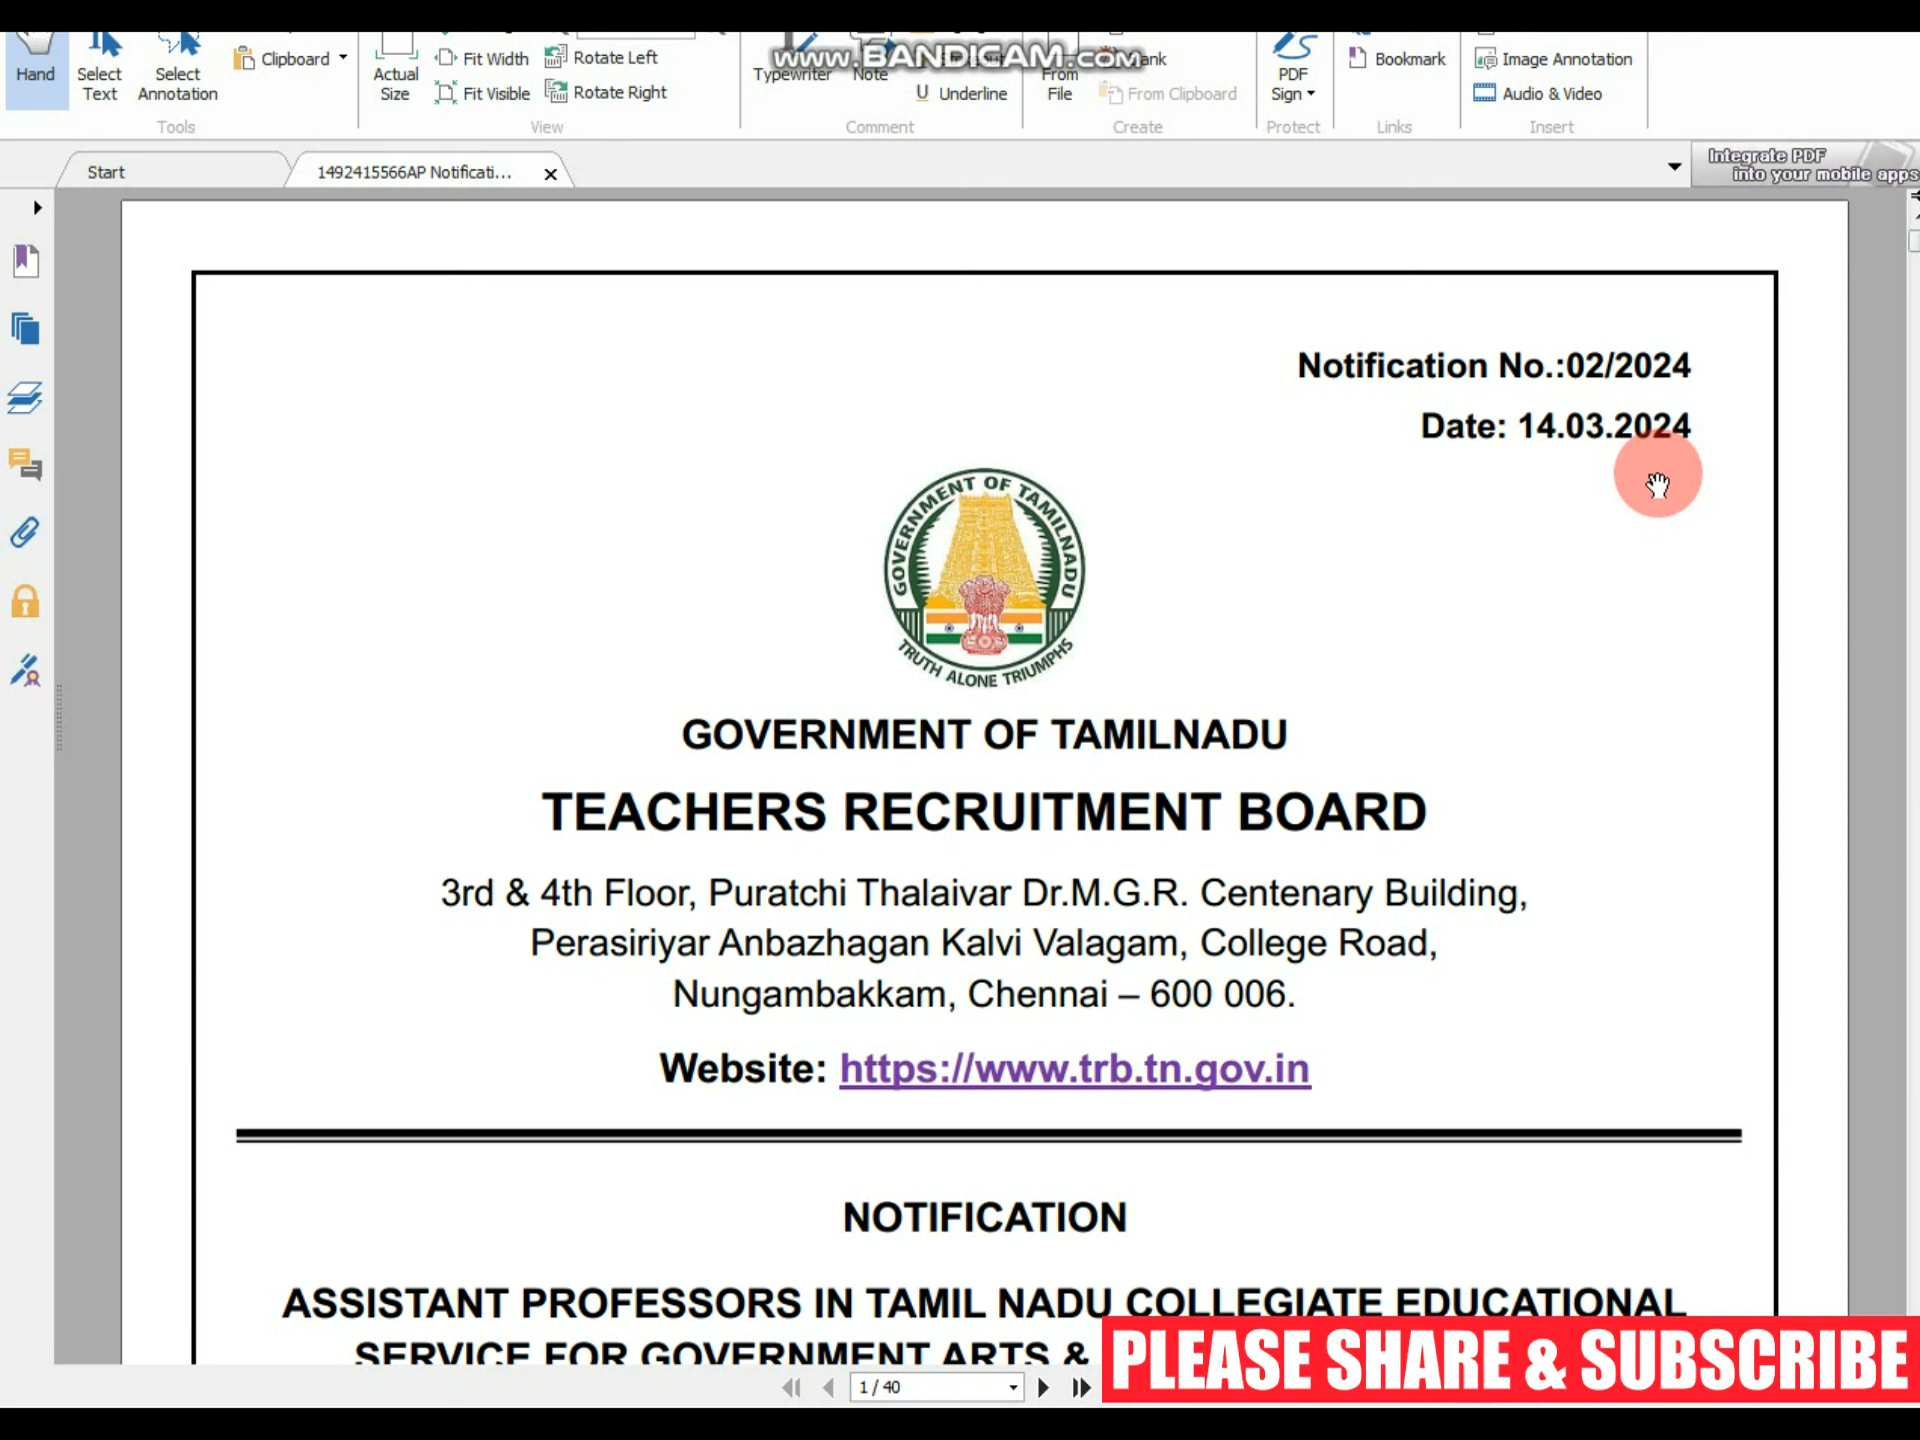 www.BANDICAM.com
Hand
Select
Text
Select
Annotation
Clipboard
Tools
Actual
Size
Fit Width
Fit Visible
Rotate Left
Rotate Right
View
Typewriter
Note
Underline
Comment
From
File
From Clipboard
Create
PDF
Sign
Protect
Bookmark
Links
Image Annotation
Audio & Video
Insert
Start
1492415566AP Notificati...
Integrate PDF
into your mobile apps
Notification No.:02/2024
Date: 14.03.2024
GOVERNMENT OF TAMILNADU
TRUTH ALONE TRIUMPHS
GOVERNMENT OF TAMILNADU
TEACHERS RECRUITMENT BOARD
3rd & 4th Floor, Puratchi Thalaivar Dr.M.G.R. Centenary Building,
Perasiriyar Anbazhagan Kalvi Valagam, College Road,
Nungambakkam, Chennai – 600 006.
Website: https://www.trb.tn.gov.in
NOTIFICATION
ASSISTANT PROFESSORS IN TAMIL NADU COLLEGIATE EDUCATIONAL
SERVICE FOR GOVERNMENT ARTS &
PLEASE SHARE & SUBSCRIBE
1 / 40